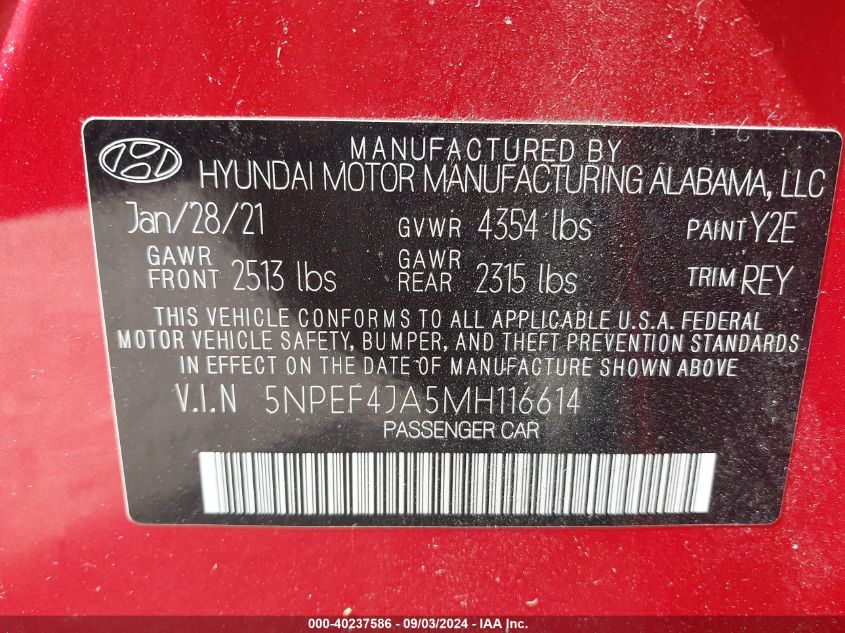 MANUFACTURED BY
HYUNDAI MOTOR MANUFACTURING ALABAMA, LLC
Jan/28/21 GVWR 4354 lbs PAINT Y2E
GAWR FRONT 2513 lbs GAWR REAR 2315 lbs TRIM REY
THIS VEHICLE CONFORMS TO ALL APPLICABLE U.S.A. FEDERAL
MOTOR VEHICLE SAFETY, BUMPER, AND THEFT PREVENTION STANDARDS
IN EFFECT ON THE DATE OF MANUFACTURE SHOWN ABOVE.
V.I.N 5NPEF4JA5MH116614
PASSENGER CAR
000-40237586 - 09/03/2024 - IAA Inc.